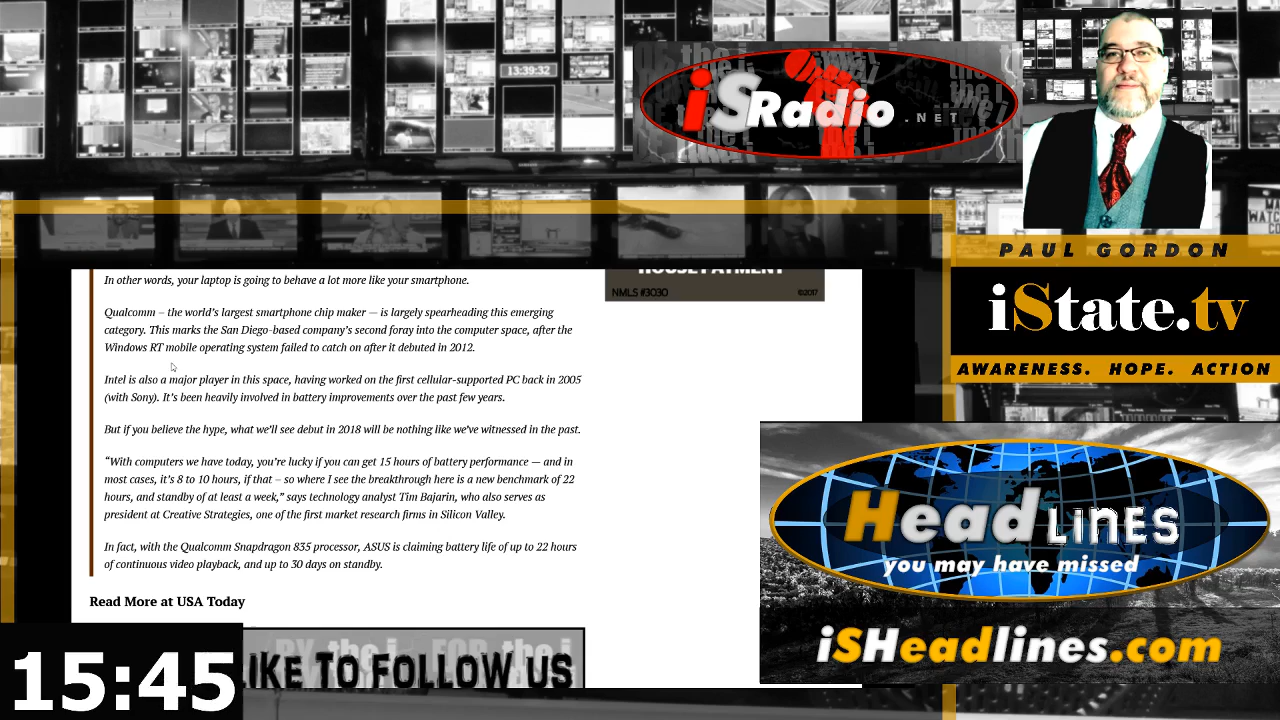 13:39:32
iSRadio.NET
PAUL GORDON
iState.tv
AWARENESS. HOPE. ACTION
HOUSE PAYMENT
NMLS #3030 ©2017
In other words, your laptop is going to behave a lot more like your smartphone.
Qualcomm – the world's largest smartphone chip maker — is largely spearheading this emerging
category. This marks the San Diego-based company's second foray into the computer space, after the
Windows RT mobile operating system failed to catch on after it debuted in 2012.
Intel is also a major player in this space, having worked on the first cellular-supported PC back in 2005
(with Sony). It's been heavily involved in battery improvements over the past few years.
But if you believe the hype, what we'll see debut in 2018 will be nothing like we've witnessed in the past.
“With computers we have today, you're lucky if you can get 15 hours of battery performance — and in
most cases, it's 8 to 10 hours, if that – so where I see the breakthrough here is a new benchmark of 22
hours, and standby of at least a week,” says technology analyst Tim Bajarin, who also serves as
president at Creative Strategies, one of the first market research firms in Silicon Valley.
In fact, with the Qualcomm Snapdragon 835 processor, ASUS is claiming battery life of up to 22 hours
of continuous video playback, and up to 30 days on standby.
Read More at USA Today
BY the i FOR the i
IKE TO FOLLOW US
Head LINES
you may have missed
iSHeadlines.com
15:45